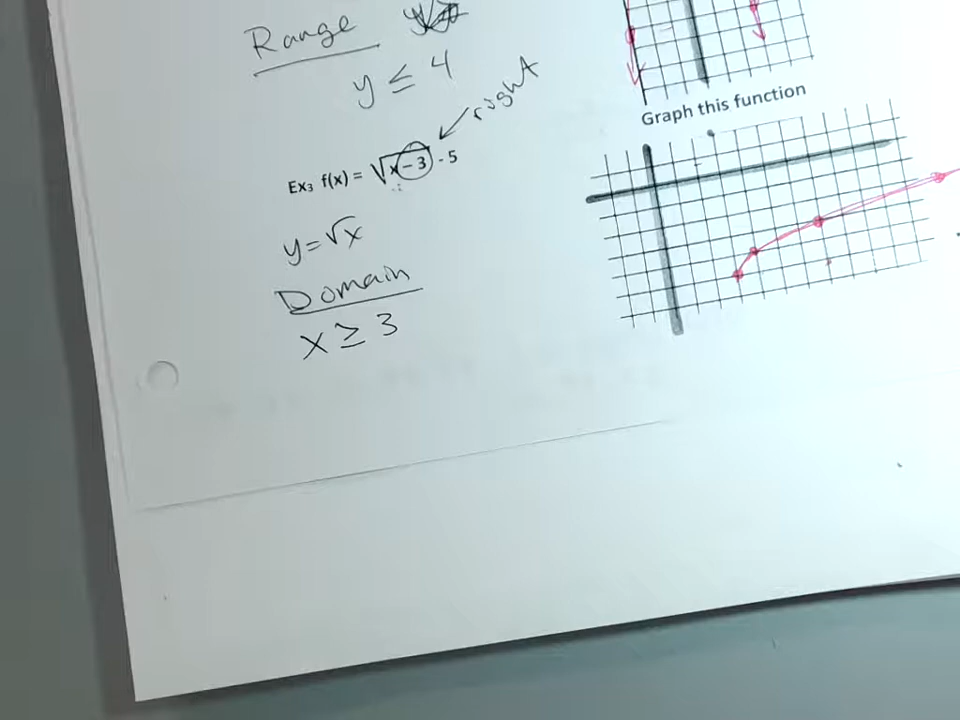 Range
y ≤ 4
right
Ex3 f(x) = √x - 3 - 5
y = √x
Domain
x ≥ 3
Graph this function